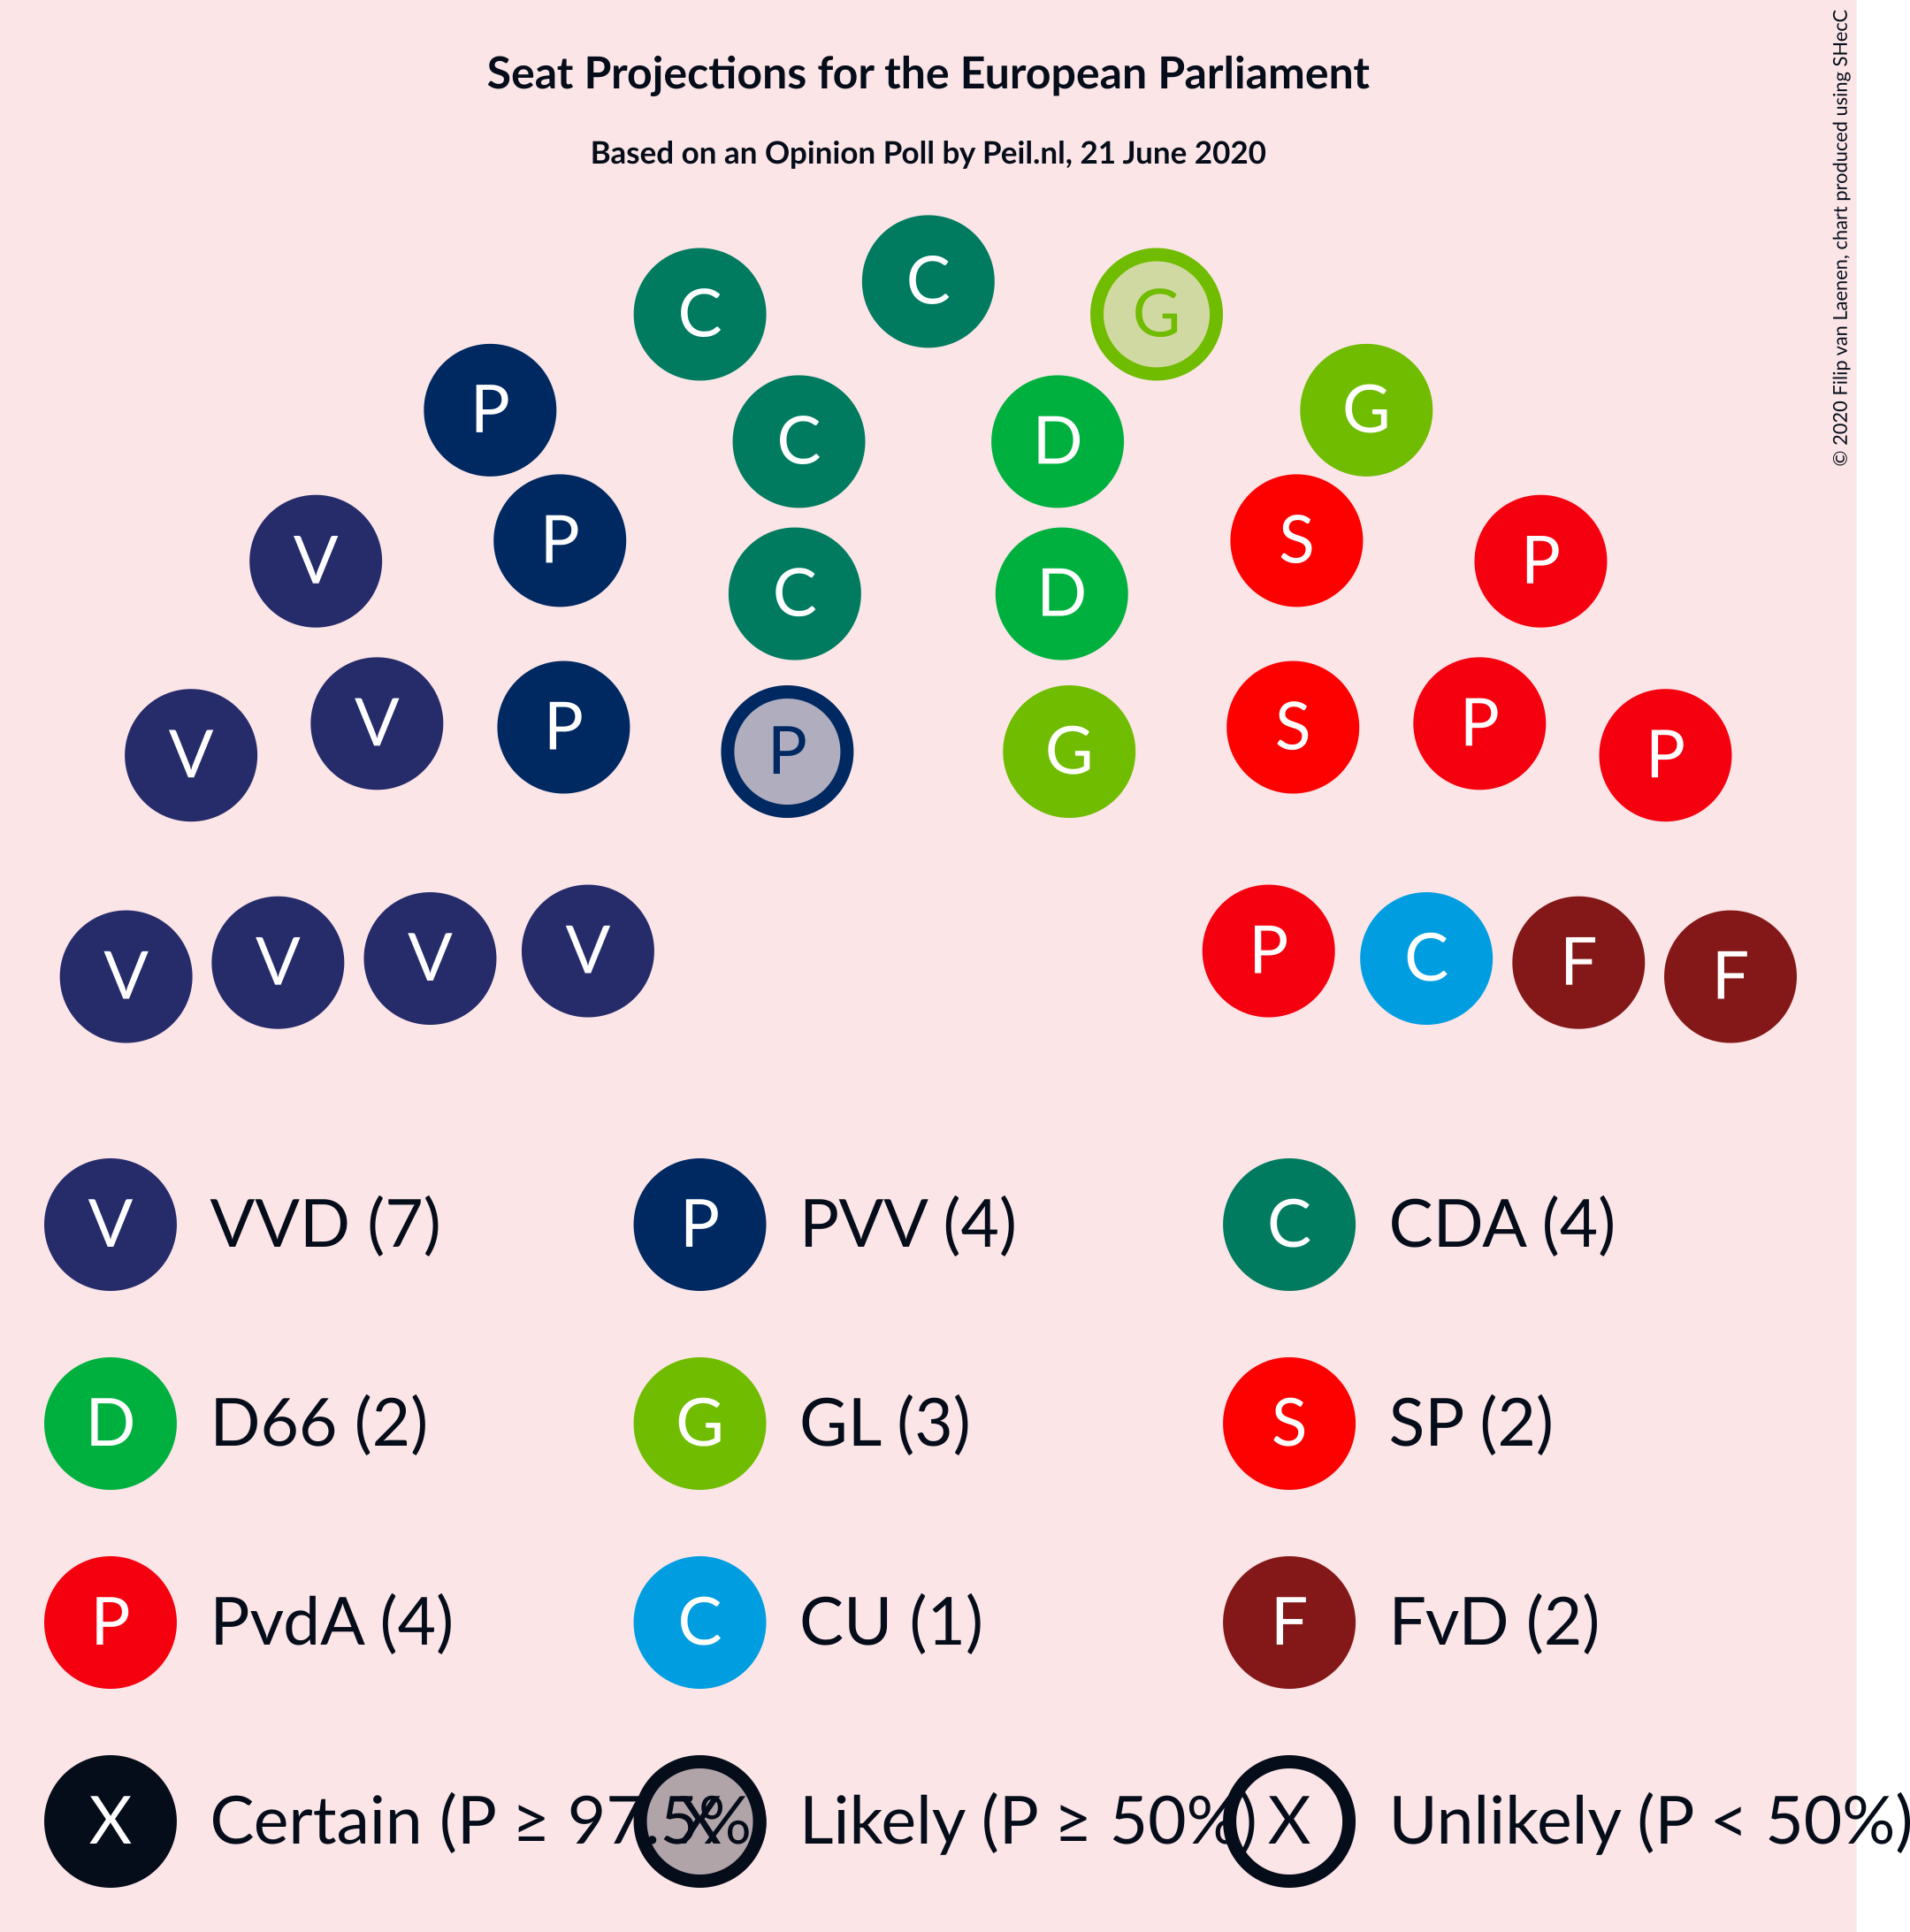 Seat Projections for the European Parliament
Based on an Opinion Poll by Peil.nl, 21 June 2020
© 2020 Filip van Laenen, chart produced using SHecC
C
C G
P G
C D
P S
V P
C D
V P S P
V P
P G
V V V V P C F F
V VVD (7) P PVV (4) C CDA (4)
D D66 (2) G GL (3) S SP (2)
P PvdA (4) C CU (1) F FvD (2)
X Certain (P ≥ 97.5% X Likely (P ≥ 50%) X Unlikely (P < 50%)